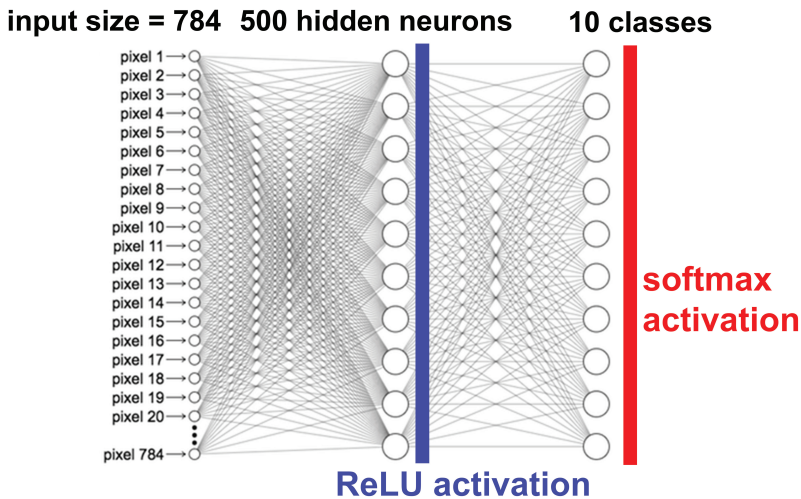 input size = 784 500 hidden neurons 10 classes
pixel 1
pixel 2
pixel 3
pixel 4
pixel 5
pixel 6
pixel 7
pixel 8
pixel 9
pixel 10
pixel 11
pixel 12
pixel 13
pixel 14
pixel 15
pixel 16
pixel 17
pixel 18
pixel 19
pixel 20
pixel 784
softmax
activation
ReLU activation